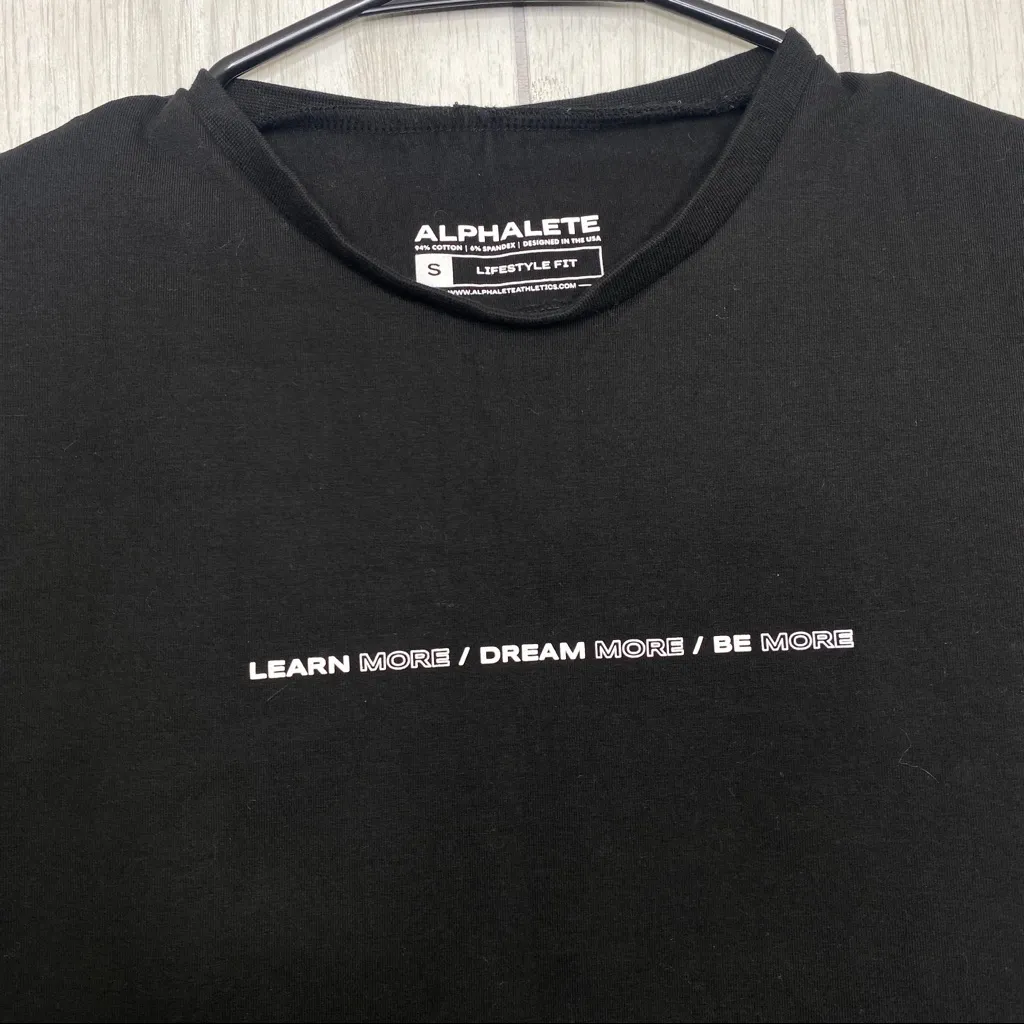 ALPHALETE
94% COTTON | 6% SPANDEX | DESIGNED IN THE USA
S LIFESTYLE FIT
WWW.ALPHALETEATHLETICS.COM
LEARN MORE / DREAM MORE / BE MORE